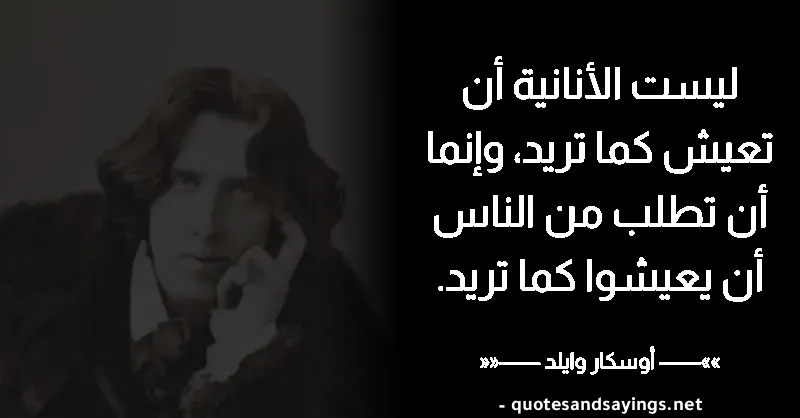 ليست الأنانية أن
تعيش كما تريد، وإنما
أن تطلب من الناس
أن يعيشوا كما تريد.
»»—— أوسكار وايلد ——««
- quotesandsayings.net